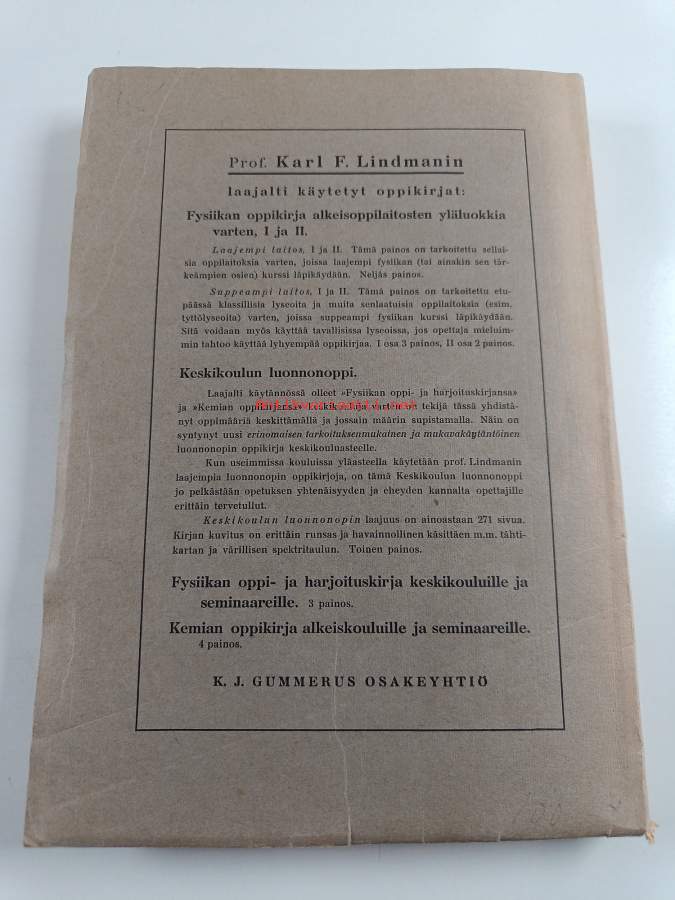 Prof. Karl F. Lindmanin
laajalti käytetyt oppikirjat:
Fysiikan oppikirja alkeisoppilaitosten yläluokkia
varten, I ja II.
Laajempi laitos, I ja II. Tämä painos on tarkoitettu sellai-
sia oppilaitoksia varten, joissa laajempi fysiikan (tai ainakin sen tär-
keämpien osien) kurssi läpikäydään. Neljäs painos.
Suppeampi laitos, I ja II. Tämä painos on tarkoitettu etu-
päässä klassillisia lyseoita ja muita senlaatuisia oppilaitoksia (esim.
tyttölyseoita) varten, joissa suppeampi fysiikan kurssi läpikäydään.
Sitä voidaan myös käyttää tavallisissa lyseoissa, jos opettaja mieluim-
min tahtoo käyttää lyhyempää oppikirjaa. I osa 3 painos, II osa 2 painos.
Keskikoulun luonnonoppi.
Laajalti käytännössä olleet »Fysiikan oppi- ja harjoituskirjansa»
ja »Kemian oppikirjansa» keskikouluja varten on tekijä tässä yhdistä-
nyt oppimääriä keskittämällä ja jossain määrin supistamalla. Näin on
syntynyt uusi erinomaisen tarkoituksenmukainen ja mukavakäytäntöinen
luonnonopin oppikirja keskikouluasteelle.
Kun useimmissa kouluissa yläasteella käytetään prof. Lindmanin
laajempia luonnonopin oppikirjoja, on tämä Keskikoulun luonnonoppi
jo pelkästään opetuksen yhtenäisyyden ja eheyden kannalta opettajille
erittäin tervetullut.
Keskikoulun luonnonopin laajuus on ainoastaan 271 sivua.
Kirjan kuvitus on erittäin runsas ja havainnollinen käsittäen m.m. tähti-
kartan ja värillisen spektritaulun. Toinen painos.
Fysiikan oppi- ja harjoituskirja keskikouluille ja
seminaareille. 3 painos.
Kemian oppikirja alkeiskouluille ja seminaareille.
4 painos.
K. J. GUMMERUS OSAKEYHTIÖ